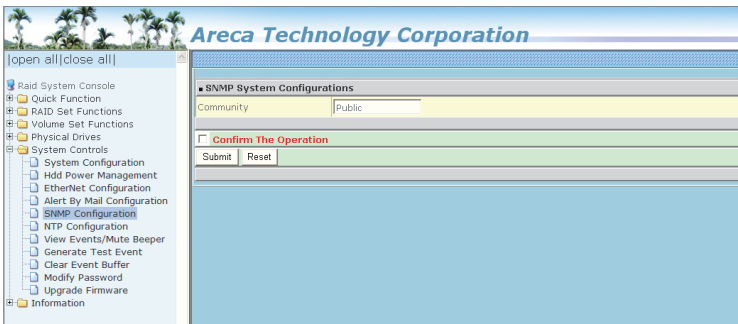 Areca Technology Corporation
|open all|close all|
Raid System Console
Quick Function
RAID Set Functions
Volume Set Functions
Physical Drives
System Controls
System Configuration
Hdd Power Management
EtherNet Configuration
Alert By Mail Configuration
SNMP Configuration
NTP Configuration
View Events/Mute Beeper
Generate Test Event
Clear Event Buffer
Modify Password
Upgrade Firmware
Information
SNMP System Configurations
Community Public
Confirm The Operation
Submit Reset